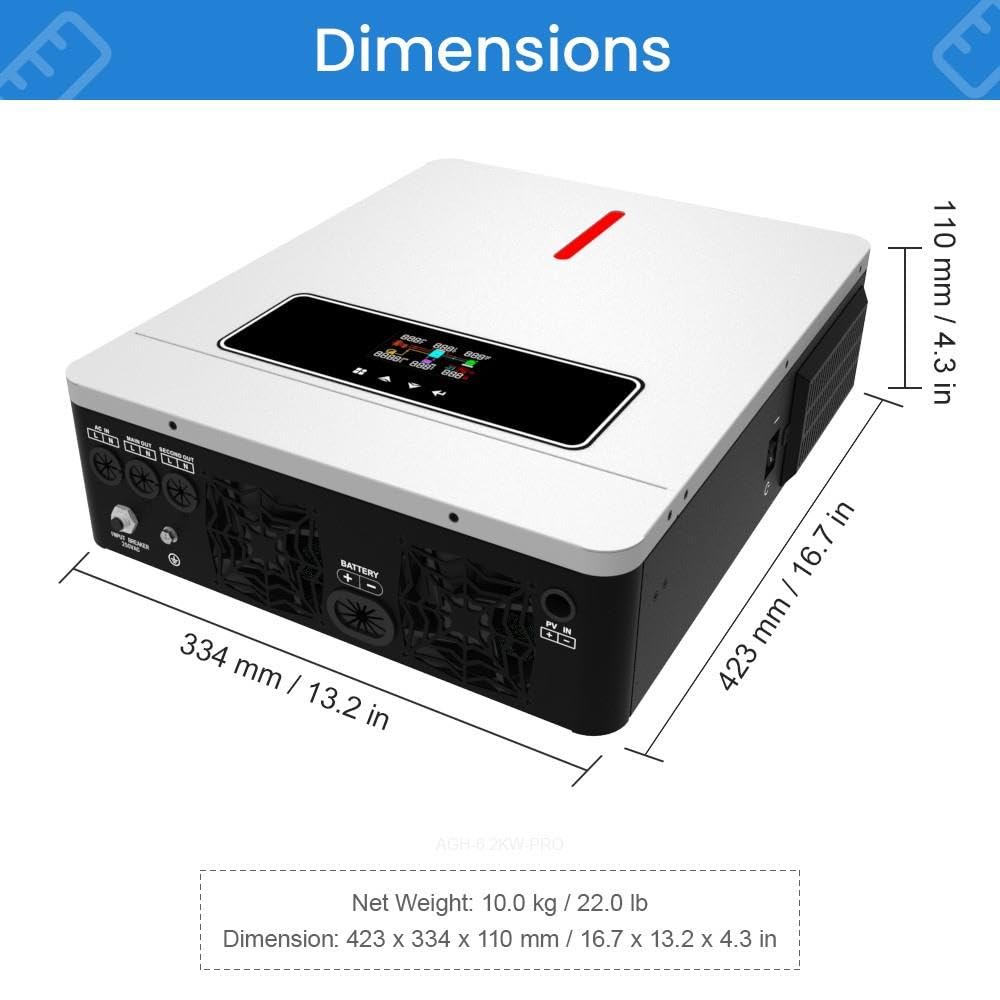 Dimensions
110 mm / 4.3 in
AC IN
L N
MAIN OUT
L N
SECOND OUT
L N
INPUT BREAKER
250VAC
BATTERY
+ −
PV IN
+ −
334 mm / 13.2 in
423 mm / 16.7 in
AGH-6.2KW-PRO
Net Weight: 10.0 kg / 22.0 lb
Dimension: 423 x 334 x 110 mm / 16.7 x 13.2 x 4.3 in